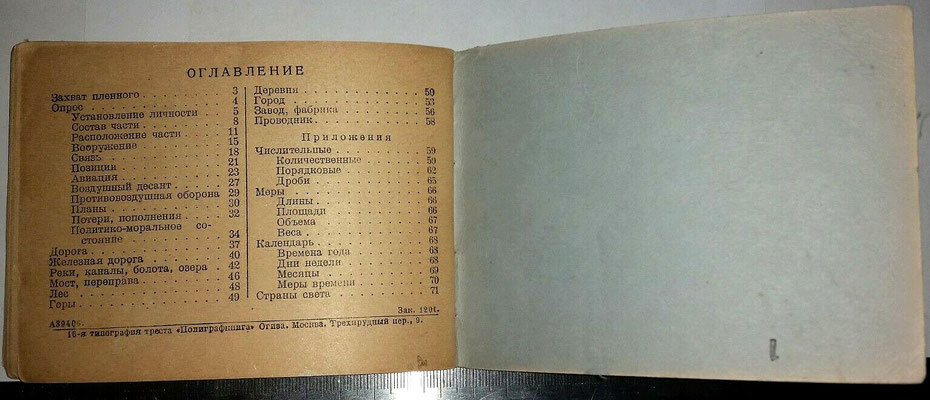 ОГЛАВЛЕНИЕ
Захват пленного . . . . . . . . 3
Опрос . . . . . . . . . . . . 4
Установление личности . . . 5
Состав части . . . . . . . . 8
Расположение части . . . . . 11
Вооружение . . . . . . . . 15
Связь . . . . . . . . . . . 18
Позиции . . . . . . . . . . 21
Авиация . . . . . . . . . . 23
Воздушный десант . . . . . . 27
Противовоздушная оборона 29
Планы . . . . . . . . . . . 30
Потери, пополнения . . . . . 32
Политико-моральное со-
стояние . . . . . . . . . 34
Дорога . . . . . . . . . . . . 37
Железная дорога . . . . . . . 40
Реки, каналы, болота, озера . . 42
Мост, переправа . . . . . . . . 46
Лес . . . . . . . . . . . . . 48
Горы . . . . . . . . . . . . . 49
Деревня . . . . . . . . . . . 50
Город . . . . . . . . . . . . 53
Завод, фабрика . . . . . . . . 56
Проводник . . . . . . . . . . 58
Приложения
Числительные . . . . . . . . . 59
Количественные . . . . . . 59
Порядковые . . . . . . . . 62
Дроби . . . . . . . . . . . 65
Меры . . . . . . . . . . . . 66
Длины . . . . . . . . . . . 66
Площади . . . . . . . . . . 66
Объема . . . . . . . . . . 67
Веса . . . . . . . . . . . . 67
Календарь . . . . . . . . . . 68
Времена года . . . . . . . . 68
Дни недели . . . . . . . . . 68
Месяцы . . . . . . . . . . 69
Меры времени . . . . . . . 70
Страны света . . . . . . . . . 71
Зак. 1201.
16-я типография треста «Полиграфкнига» Огиза. Москва. Трехпрудный пер., 9.